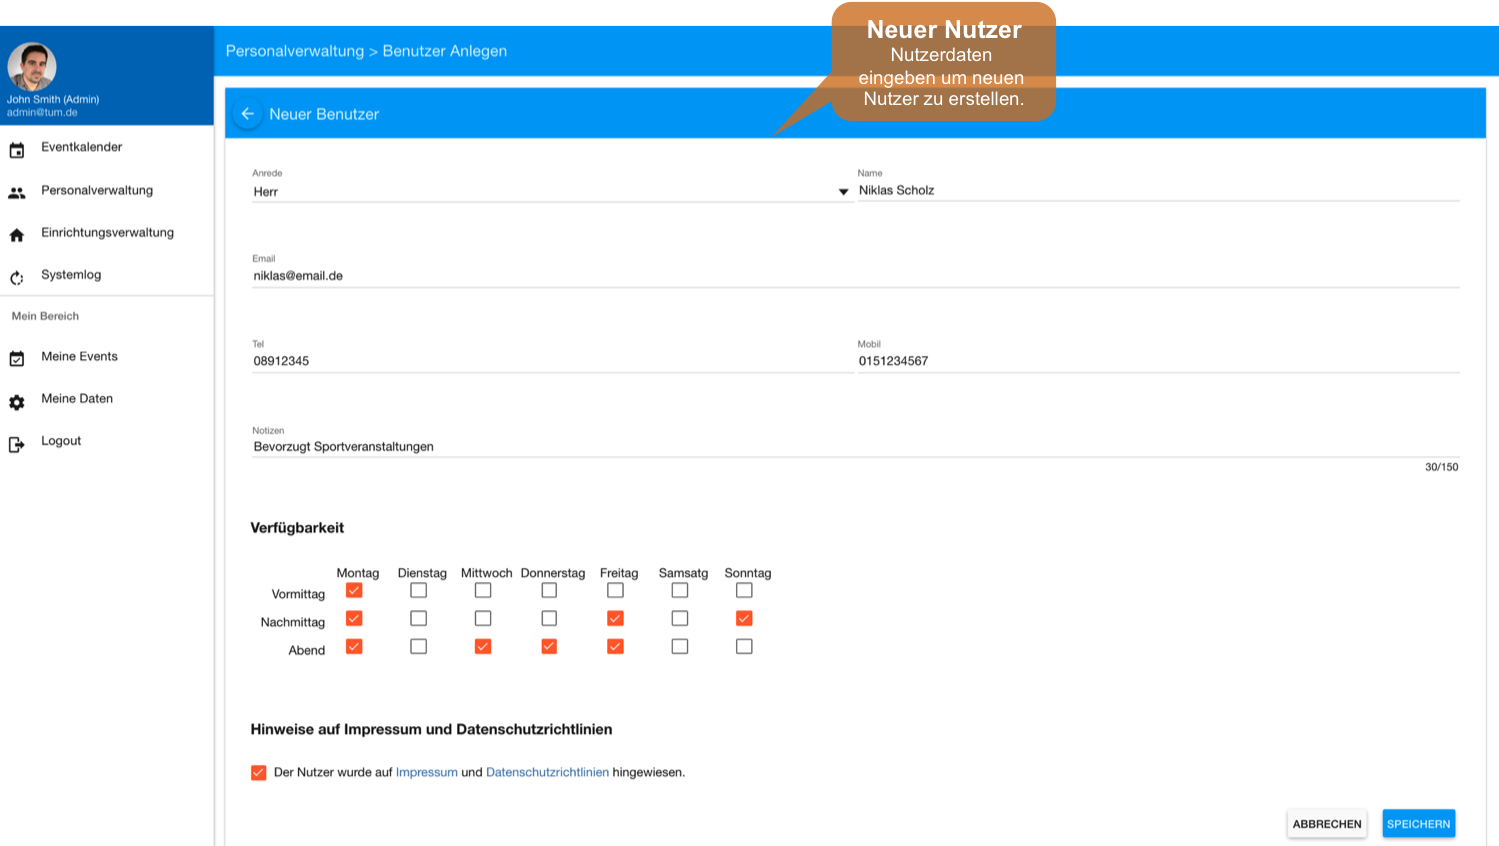 Neuer Nutzer
Nutzerdaten
eingeben um neuen
Nutzer zu erstellen.
Personalverwaltung > Benutzer Anlegen
John Smith (Admin)
admin@tum.de
Eventkalender
Personalverwaltung
Einrichtungsverwaltung
Systemlog
Mein Bereich
Meine Events
Meine Daten
Logout
Neuer Benutzer
Anrede
Herr
Name
Niklas Scholz
Email
niklas@email.de
Tel
08912345
Mobil
0151234567
Notizen
Bevorzugt Sportveranstaltungen
30/150
Verfügbarkeit
Montag Dienstag Mittwoch Donnerstag Freitag Samsatg Sonntag
Vormittag
Nachmittag
Abend
Hinweise auf Impressum und Datenschutzrichtlinien
Der Nutzer wurde auf Impressum und Datenschutzrichtlinien hingewiesen.
ABBRECHEN SPEICHERN